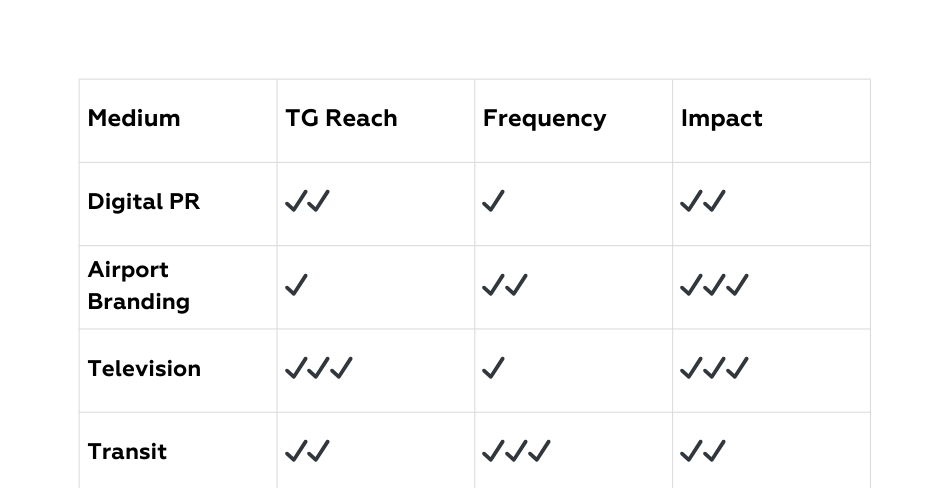 Medium TG Reach Frequency Impact
Digital PR ✓✓ ✓ ✓✓
Airport
Branding ✓ ✓✓ ✓✓✓
Television ✓✓✓ ✓ ✓✓✓
Transit ✓✓ ✓✓✓ ✓✓